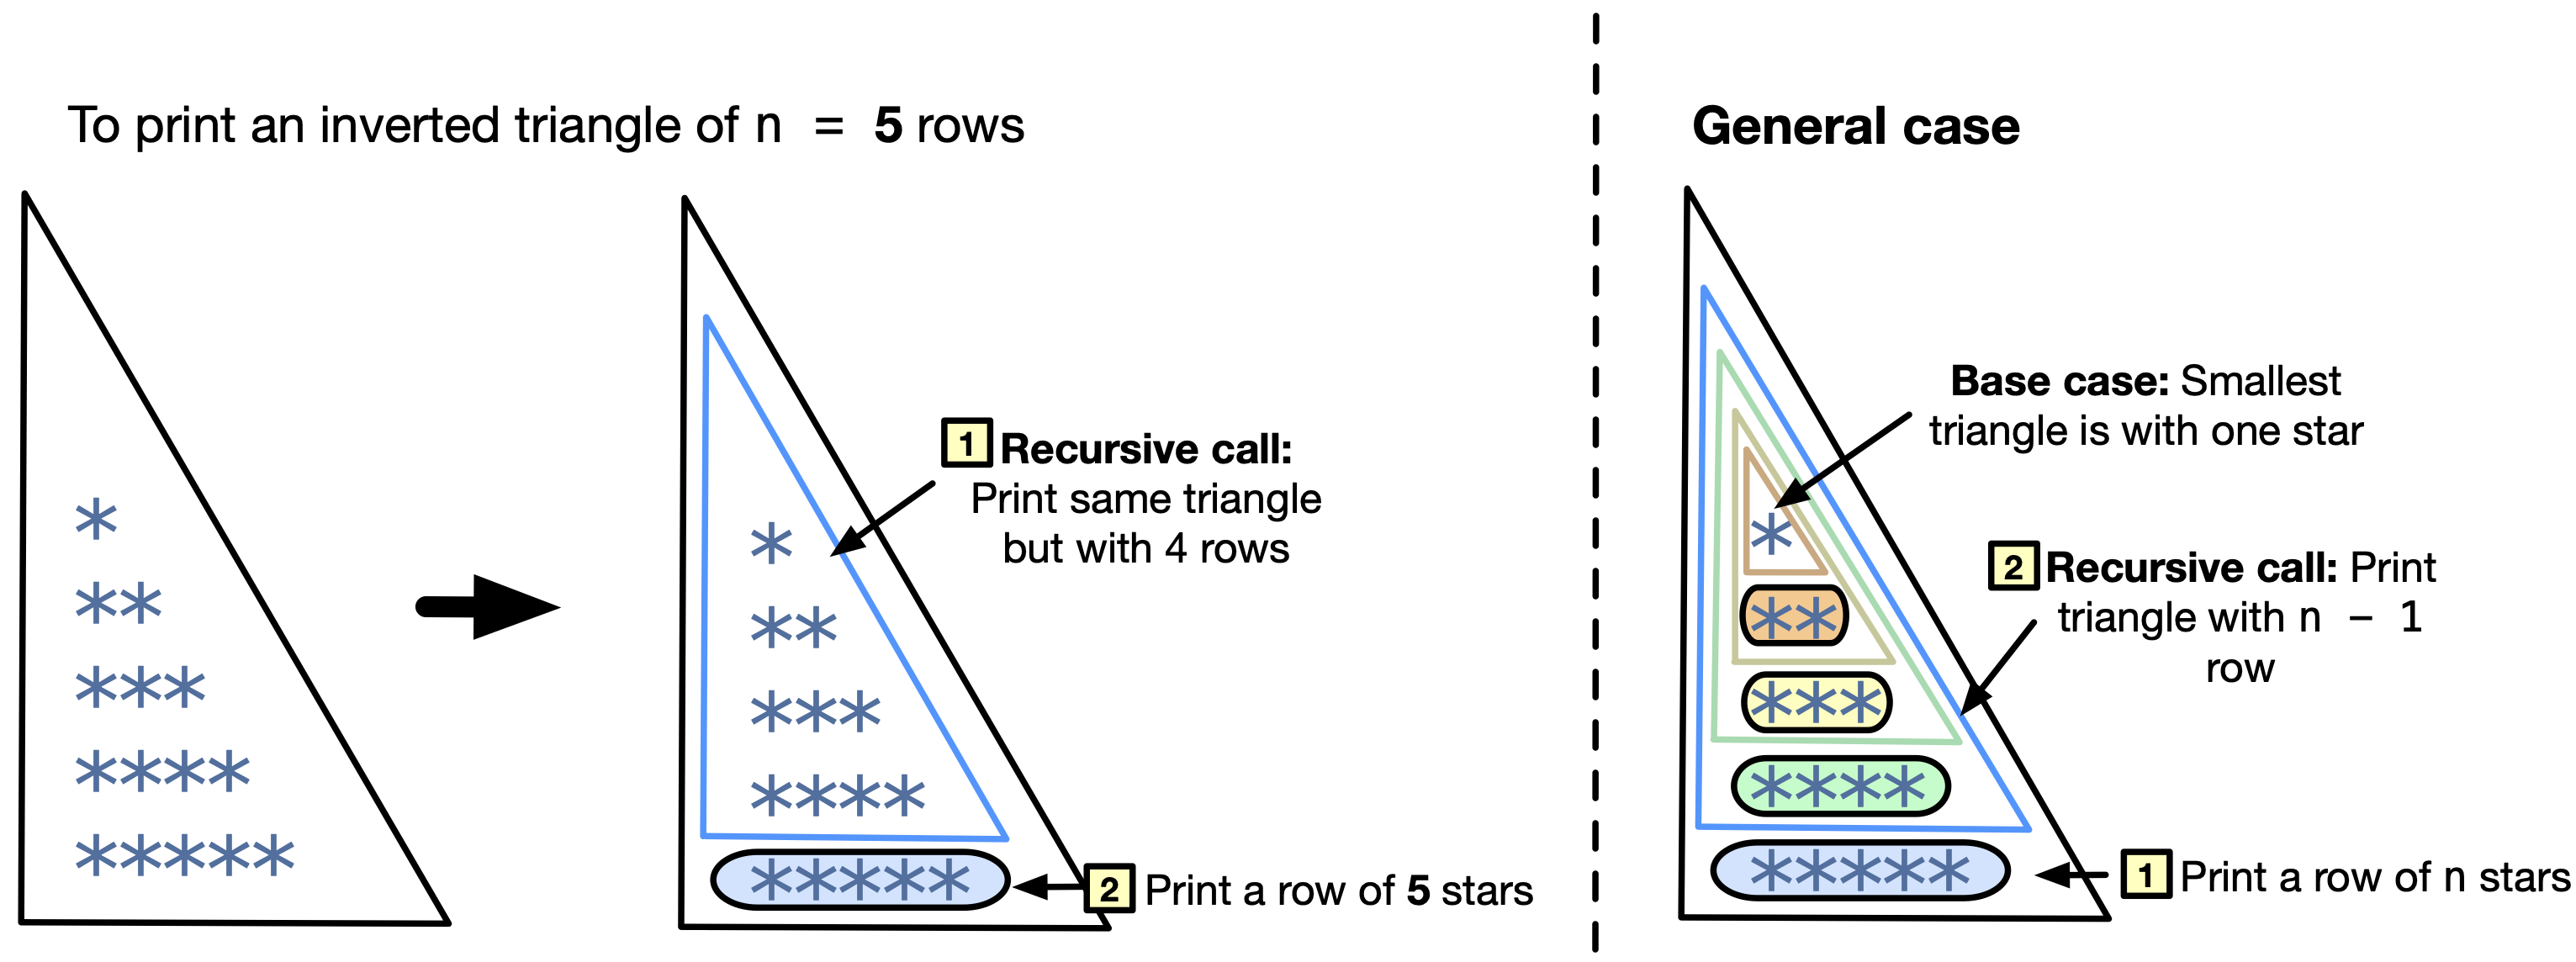 To print an inverted triangle of n = 5 rows
*
**
***
****
*****
*
**
***
****
*****
1 Recursive call:
Print same triangle
but with 4 rows
2 Print a row of 5 stars
General case
*
**
***
****
*****
Base case: Smallest
triangle is with one star
2 Recursive call: Print
triangle with n - 1
row
1 Print a row of n stars